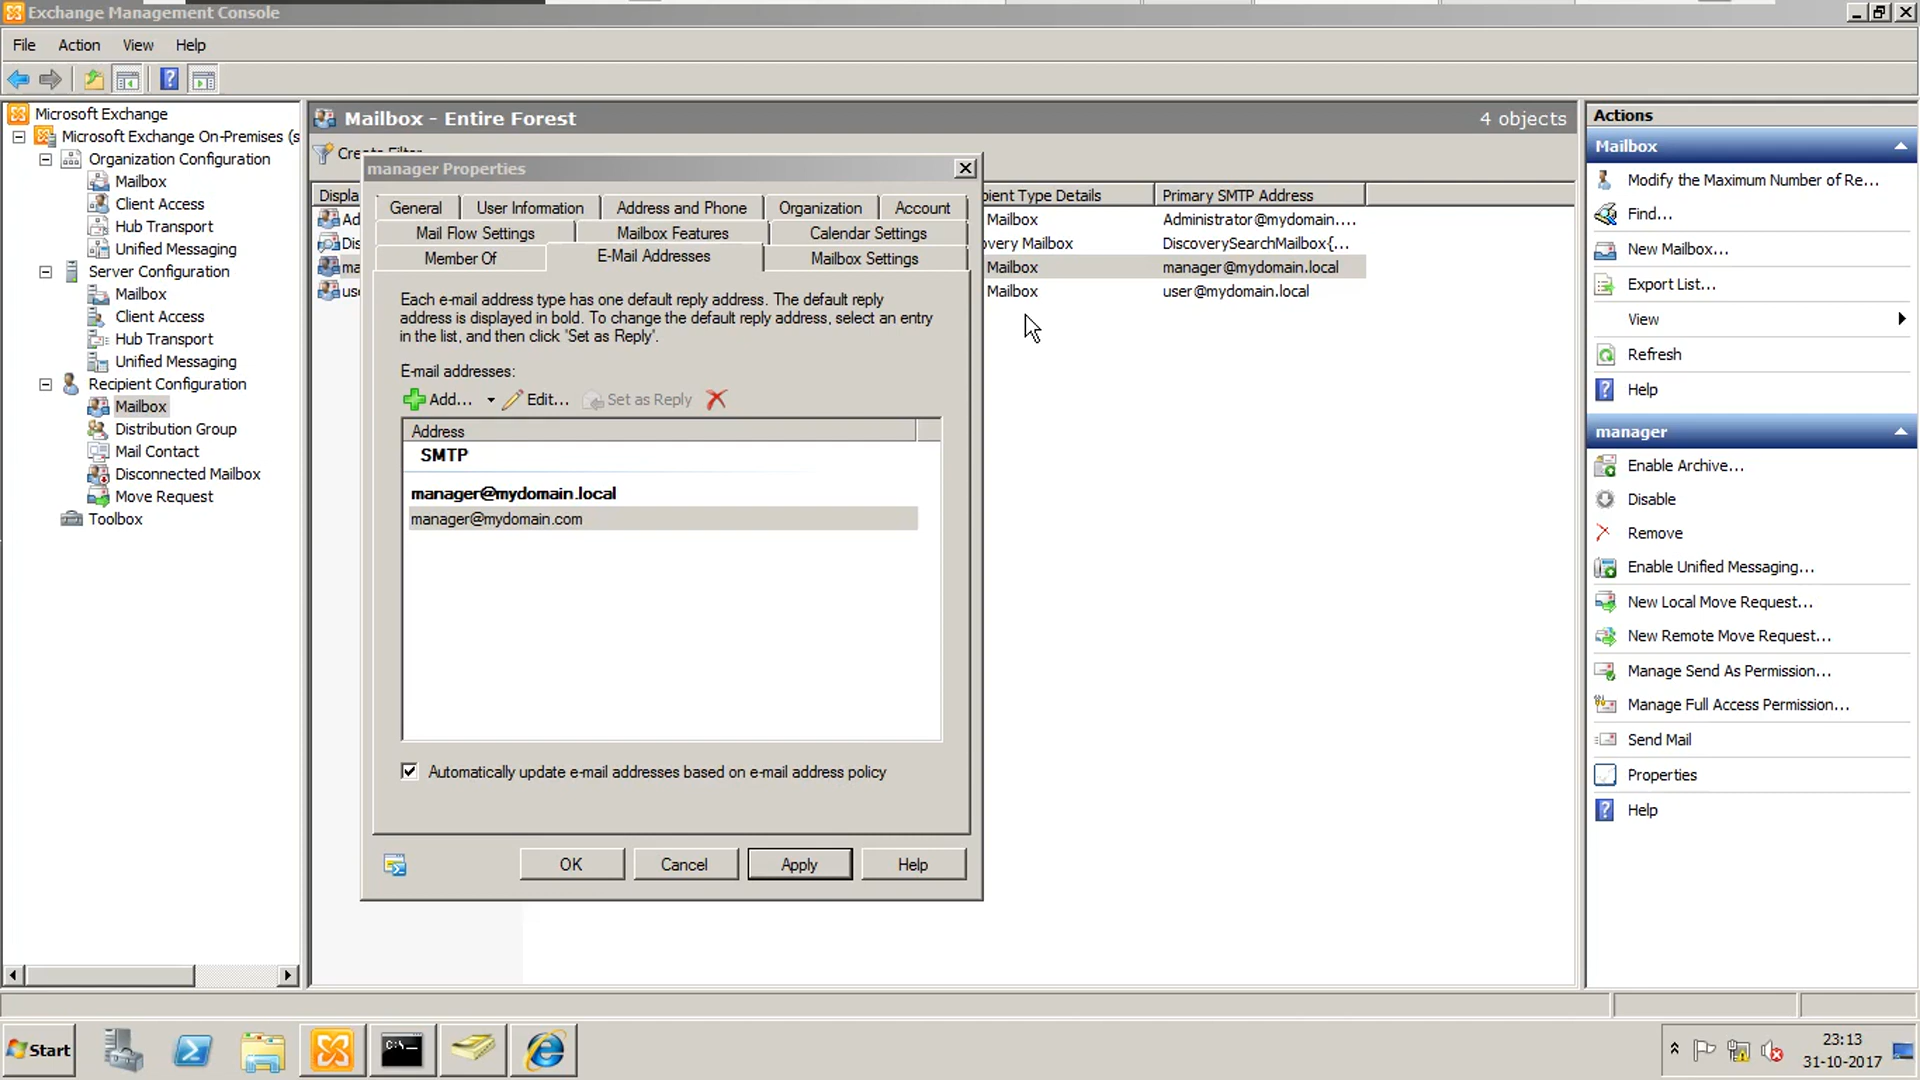 Exchange Management Console
File Action View Help
Microsoft Exchange
Microsoft Exchange On-Premises (s
Organization Configuration
Mailbox
Client Access
Hub Transport
Unified Messaging
Server Configuration
Mailbox
Client Access
Hub Transport
Unified Messaging
Recipient Configuration
Mailbox
Distribution Group
Mail Contact
Disconnected Mailbox
Move Request
Toolbox
Mailbox - Entire Forest 4 objects
Create Filter
Displa pient Type Details Primary SMTP Address
Ad Mailbox Administrator@mydomain....
Dis overy Mailbox DiscoverySearchMailbox{...
ma Mailbox manager@mydomain.local
use Mailbox user@mydomain.local
manager Properties
General User Information Address and Phone Organization Account
Mail Flow Settings Mailbox Features Calendar Settings
Member Of E-Mail Addresses Mailbox Settings
Each e-mail address type has one default reply address. The default reply
address is displayed in bold. To change the default reply address, select an entry
in the list, and then click 'Set as Reply'.
E-mail addresses:
Add... Edit... Set as Reply
Address
SMTP
manager@mydomain.local
manager@mydomain.com
Automatically update e-mail addresses based on e-mail address policy
OK Cancel Apply Help
Actions
Mailbox
Modify the Maximum Number of Re...
Find...
New Mailbox...
Export List...
View
Refresh
Help
manager
Enable Archive...
Disable
Remove
Enable Unified Messaging...
New Local Move Request...
New Remote Move Request...
Manage Send As Permission...
Manage Full Access Permission...
Send Mail
Properties
Help
Start
C:\_
23:13
31-10-2017